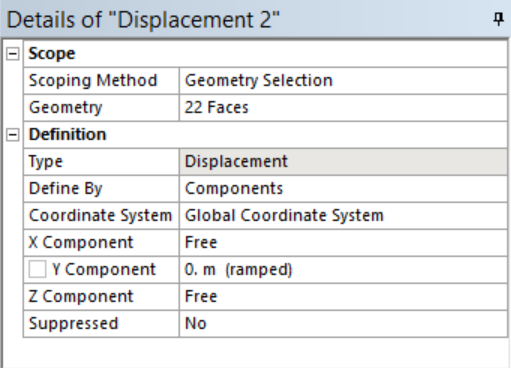 Details of "Displacement 2"
Scope
Scoping Method Geometry Selection
Geometry 22 Faces
Definition
Type Displacement
Define By Components
Coordinate System Global Coordinate System
X Component Free
Y Component 0. m (ramped)
Z Component Free
Suppressed No